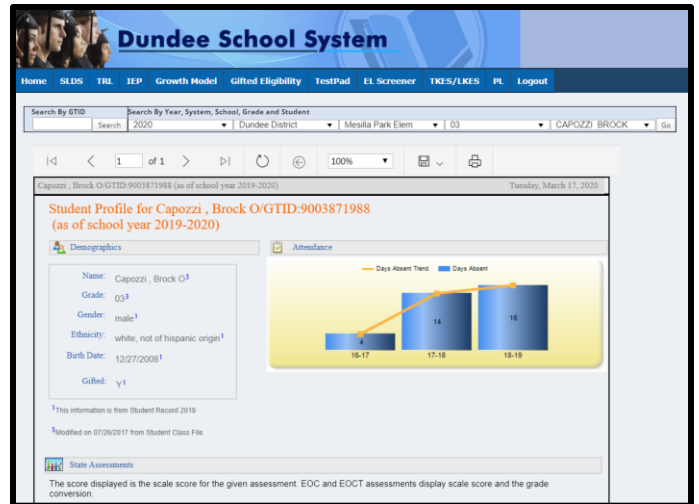 Dundee School System
Home SLDS TRL IEP Growth Model Gifted Eligibility TestPad EL Screener TKES/LKES PL Logout
Search By GTID Search By Year, System, School, Grade and Student
Search 2020 Dundee District Mesilla Park Elem 03 CAPOZZI BROCK Go
1 of 1 100%
Capozzi , Brock O/GTID:9003871988 (as of school year 2019-2020) Tuesday, March 17, 2020
Student Profile for Capozzi , Brock O/GTID:9003871988
(as of school year 2019-2020)
Demographics
Name: Capozzi , Brock O3
Grade: 033
Gender: male1
Ethnicity: white, not of hispanic origin1
Birth Date: 12/27/20081
Gifted: Y1
1This information is from Student Record 2019
3Modified on 07/26/2017 from Student Class File
Attendance
Days Absent Trend Days Absent
4 14 16
16-17 17-18 18-19
State Assessments
The score displayed is the scale score for the given assessment. EOC and EOCT assessments display scale score and the grade
conversion.